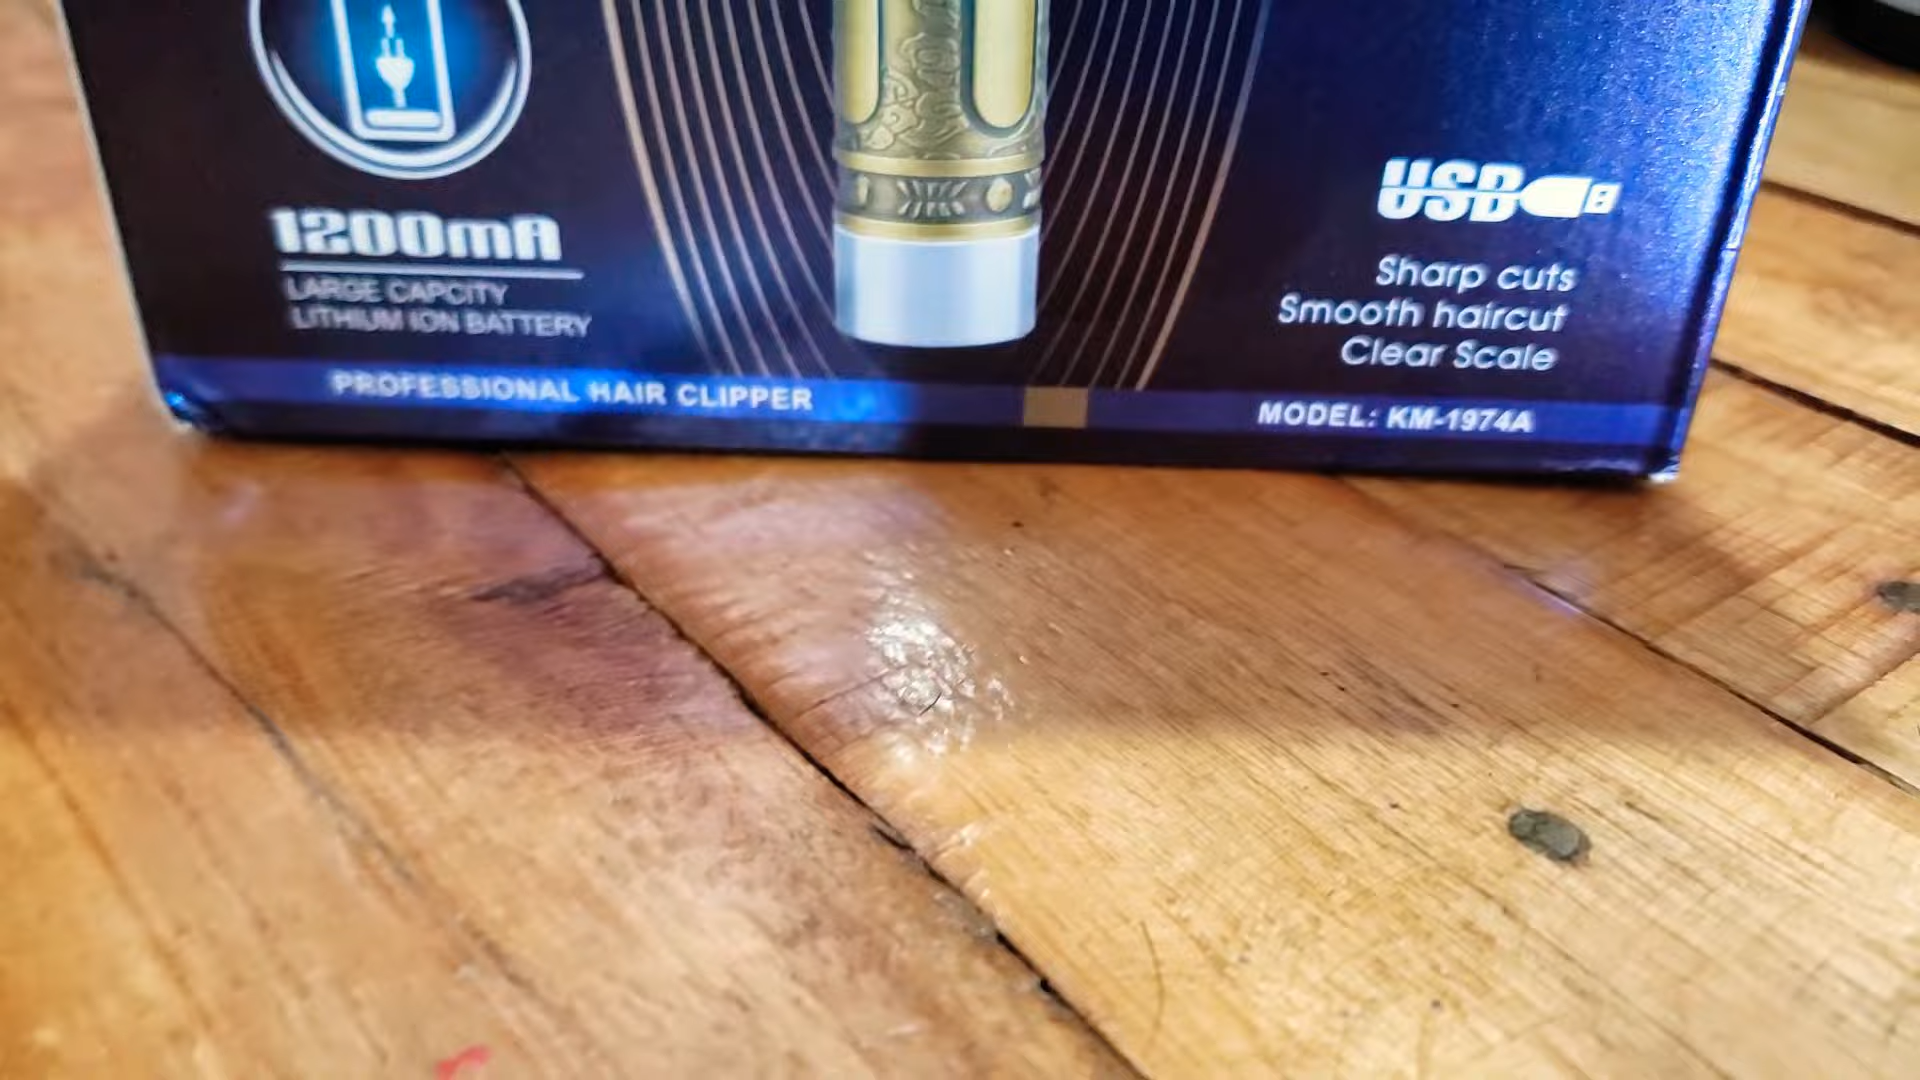 1200mA
LARGE CAPCITY
LITHIUM ION BATTERY
USB
Sharp cuts
Smooth haircut
Clear Scale
PROFESSIONAL HAIR CLIPPER
MODEL: KM-1974A